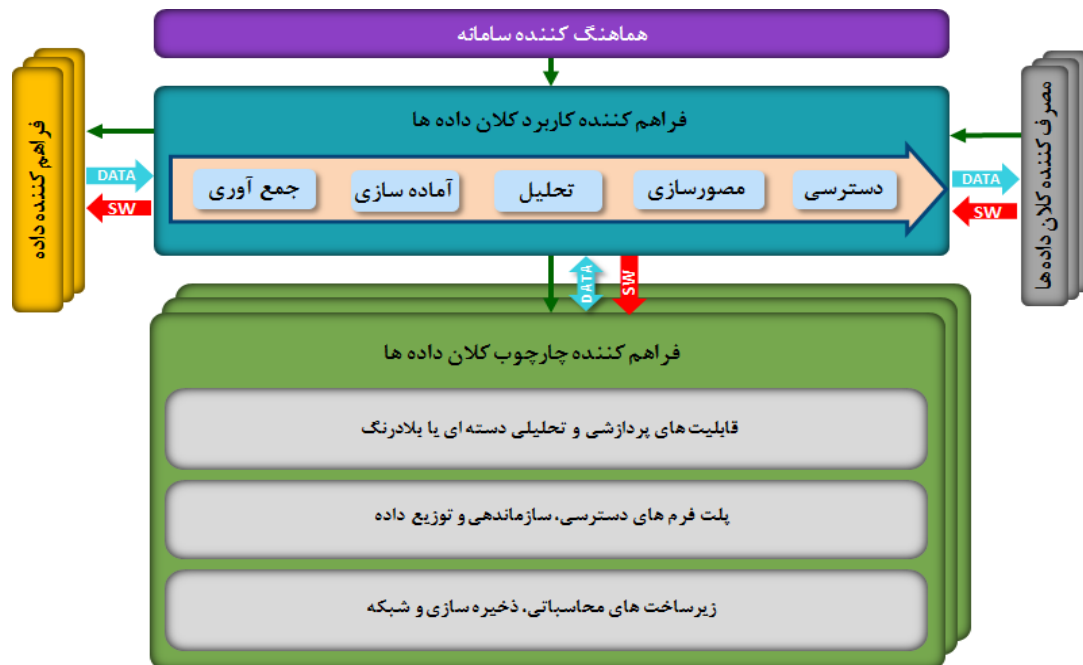 هماهنگ کننده سامانه
فراهم کننده کاربرد کلان داده ها
مصرف کننده کلان داده ها
دسترسی
مصورسازی
تحلیل
آماده سازی
جمع آوری
فراهم کننده داده
DATA
SW
DATA
SW
DATA
SW
فراهم کننده چارچوب کلان داده ها
قابلیت‌های پردازشی و تحلیلی دسته ای یا بلادرنگ
پلت فرم های دسترسی، سازماندهی و توزیع داده
زیرساخت های محاسباتی، ذخیره سازی و شبکه